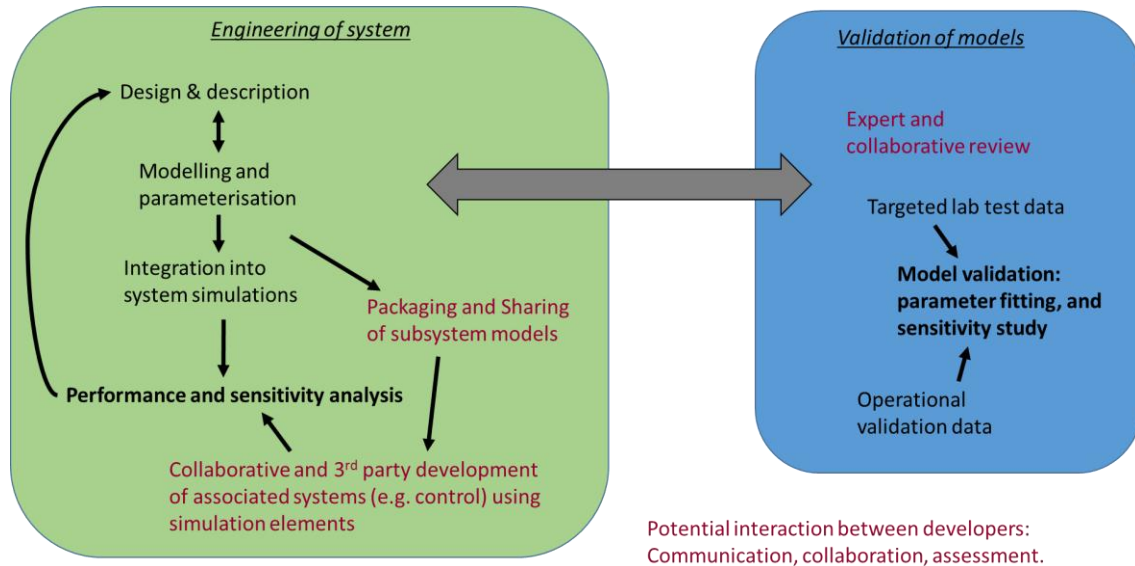 Engineering of system
Design & description
Modelling and
parameterisation
Integration into
system simulations
Packaging and Sharing
of subsystem models
Performance and sensitivity analysis
Collaborative and 3rd party development
of associated systems (e.g. control) using
simulation elements
Validation of models
Expert and
collaborative review
Targeted lab test data
Model validation:
parameter fitting, and
sensitivity study
Operational
validation data
Potential interaction between developers:
Communication, collaboration, assessment.